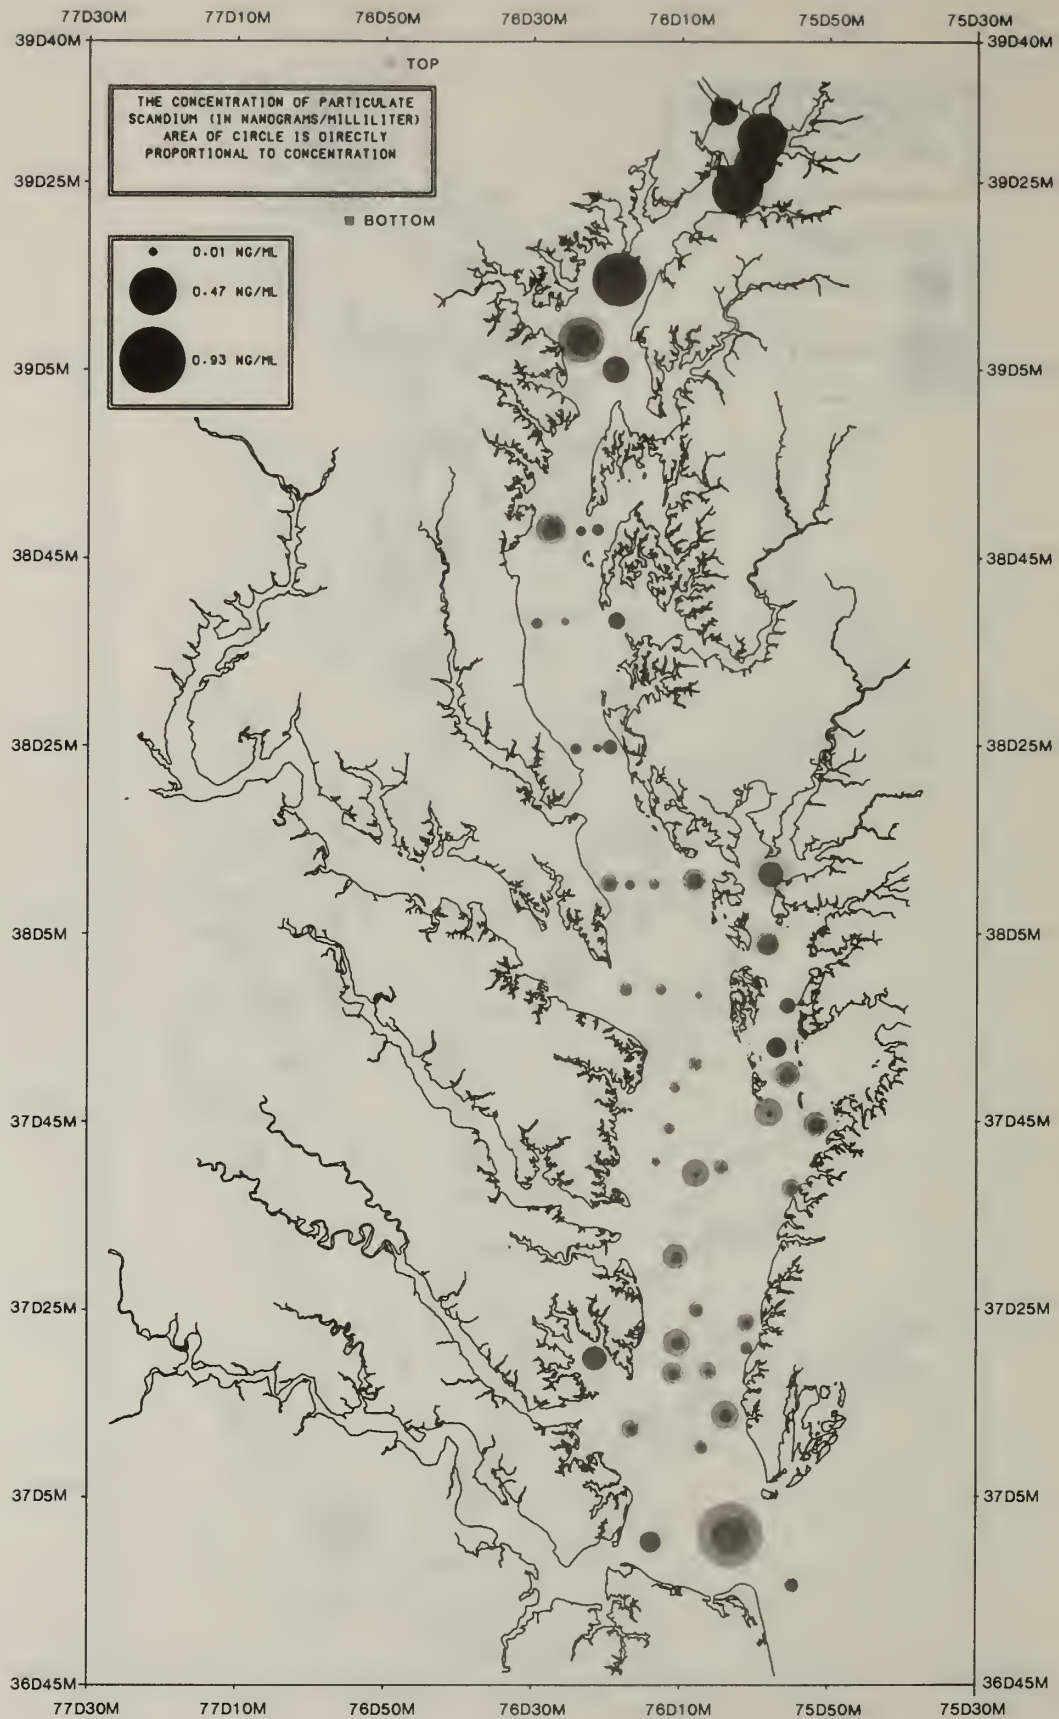 77D30M 77D10M 76D50M 76D30M 76D10M 75D50M 75D30M
39D40M 39D40M
TOP
THE CONCENTRATION OF PARTICULATE
SCANDIUM (IN NANOGRAMS/MILLILITER)
AREA OF CIRCLE IS DIRECTLY
PROPORTIONAL TO CONCENTRATION
39D25M 39D25M
BOTTOM
0.01 NG/ML
0.47 NG/ML
0.93 NG/ML
39D5M 39D5M
38D45M 38D45M
38D25M 38D25M
38D5M 38D5M
37D45M 37D45M
37D25M 37D25M
37D5M 37D5M
36D45M 36D45M
77D30M 77D10M 76D50M 76D30M 76D10M 75D50M 75D30M